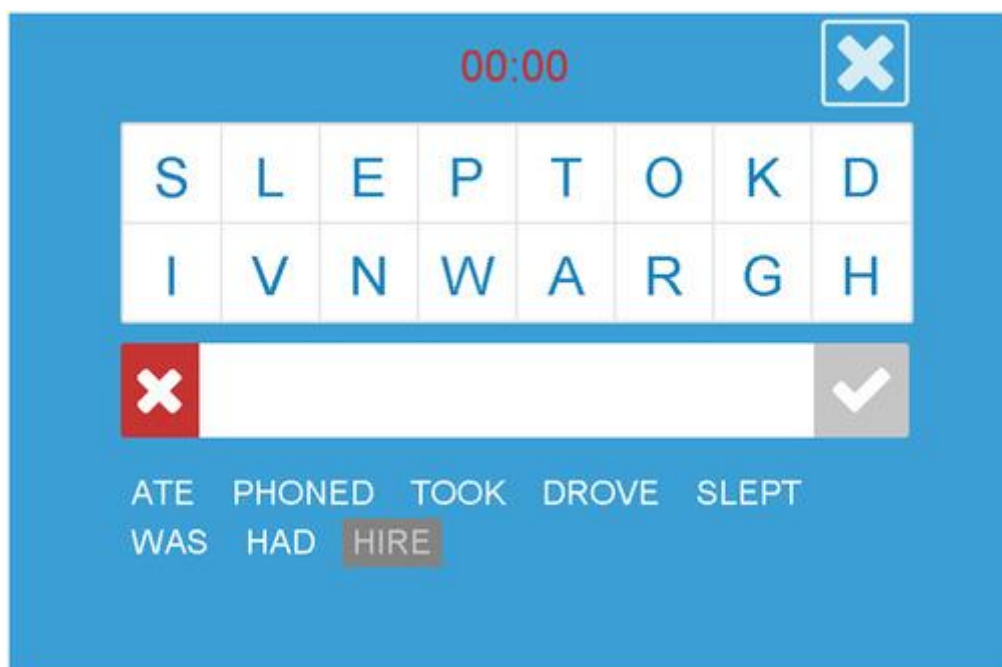 00:00
S L E P T O K D
I V N W A R G H
ATE PHONED TOOK DROVE SLEPT
WAS HAD HIRE